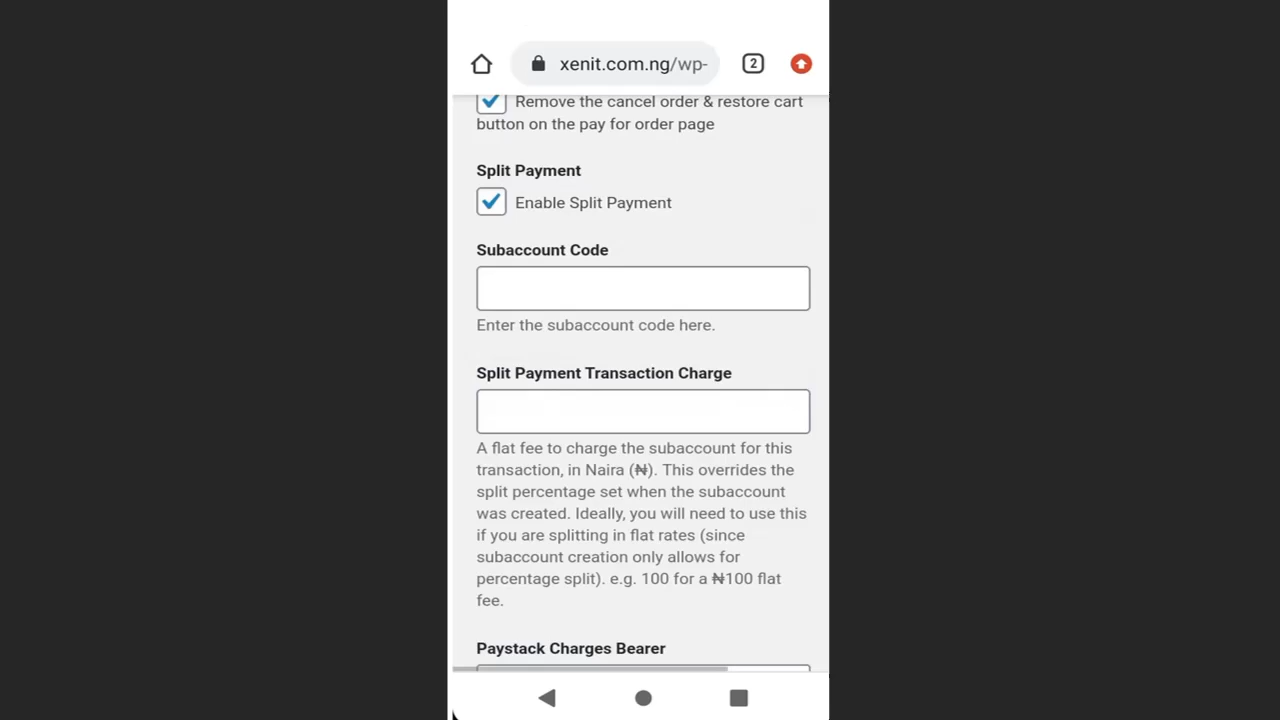 xenit.com.ng/wp-
2
Remove the cancel order & restore cart
button on the pay for order page
Split Payment
Enable Split Payment
Subaccount Code
Enter the subaccount code here.
Split Payment Transaction Charge
A flat fee to charge the subaccount for this
transaction, in Naira (₦). This overrides the
split percentage set when the subaccount
was created. Ideally, you will need to use this
if you are splitting in flat rates (since
subaccount creation only allows for
percentage split). e.g. 100 for a ₦100 flat
fee.
Paystack Charges Bearer